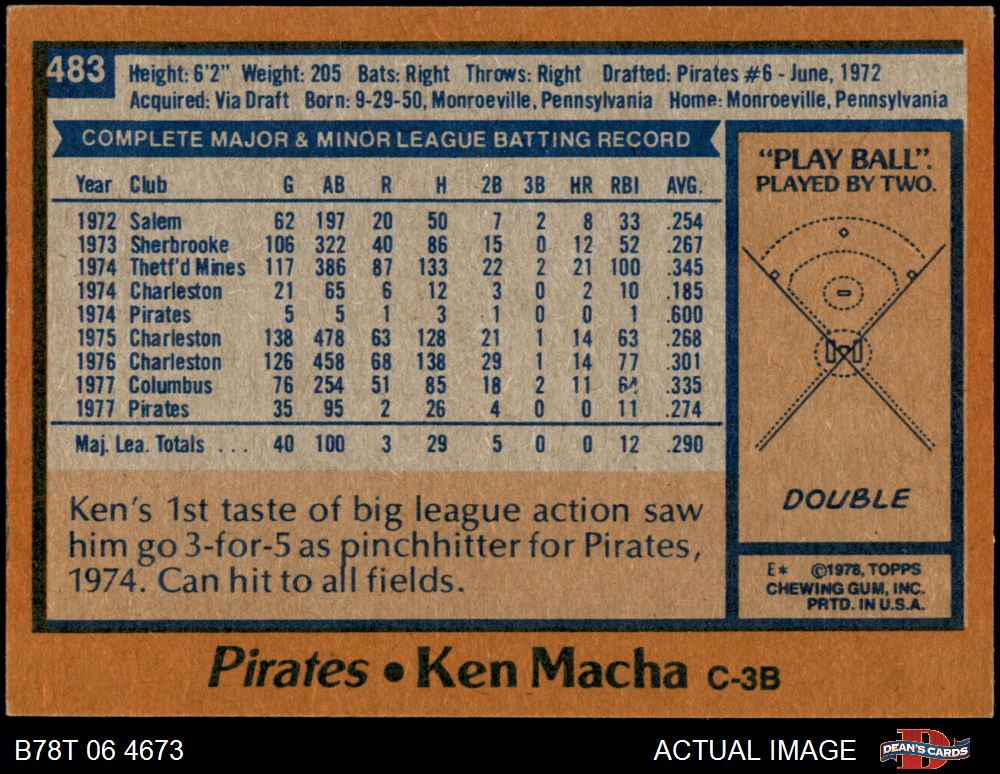 483
Height: 6'2" Weight: 205 Bats: Right Throws: Right Drafted: Pirates #6 - June, 1972
Acquired: Via Draft Born: 9-29-50, Monroeville, Pennsylvania Home: Monroeville, Pennsylvania
COMPLETE MAJOR & MINOR LEAGUE BATTING RECORD
Year Club G AB R H 2B 3B HR RBI AVG.
1972 Salem 62 197 20 50 7 2 8 33 .254
1973 Sherbrooke 106 322 40 86 15 0 12 52 .267
1974 Thetf'd Mines 117 386 87 133 22 2 21 100 .345
1974 Charleston 21 65 6 12 3 0 2 10 .185
1974 Pirates 5 5 1 3 1 0 0 1 .600
1975 Charleston 138 478 63 128 21 1 14 63 .268
1976 Charleston 126 458 68 138 29 1 14 77 .301
1977 Columbus 76 254 51 85 18 2 11 64 .335
1977 Pirates 35 95 2 26 4 0 0 11 .274
Maj. Lea. Totals . . . 40 100 3 29 5 0 0 12 .290
Ken's 1st taste of big league action saw
him go 3-for-5 as pinchhitter for Pirates,
1974. Can hit to all fields.
"PLAY BALL".
PLAYED BY TWO.
DOUBLE
E* ©1978, TOPPS
CHEWING GUM, INC.
PRTD. IN U.S.A.
Pirates • Ken Macha C-3B
B78T 06 4673
ACTUAL IMAGE
DEAN'S CARDS